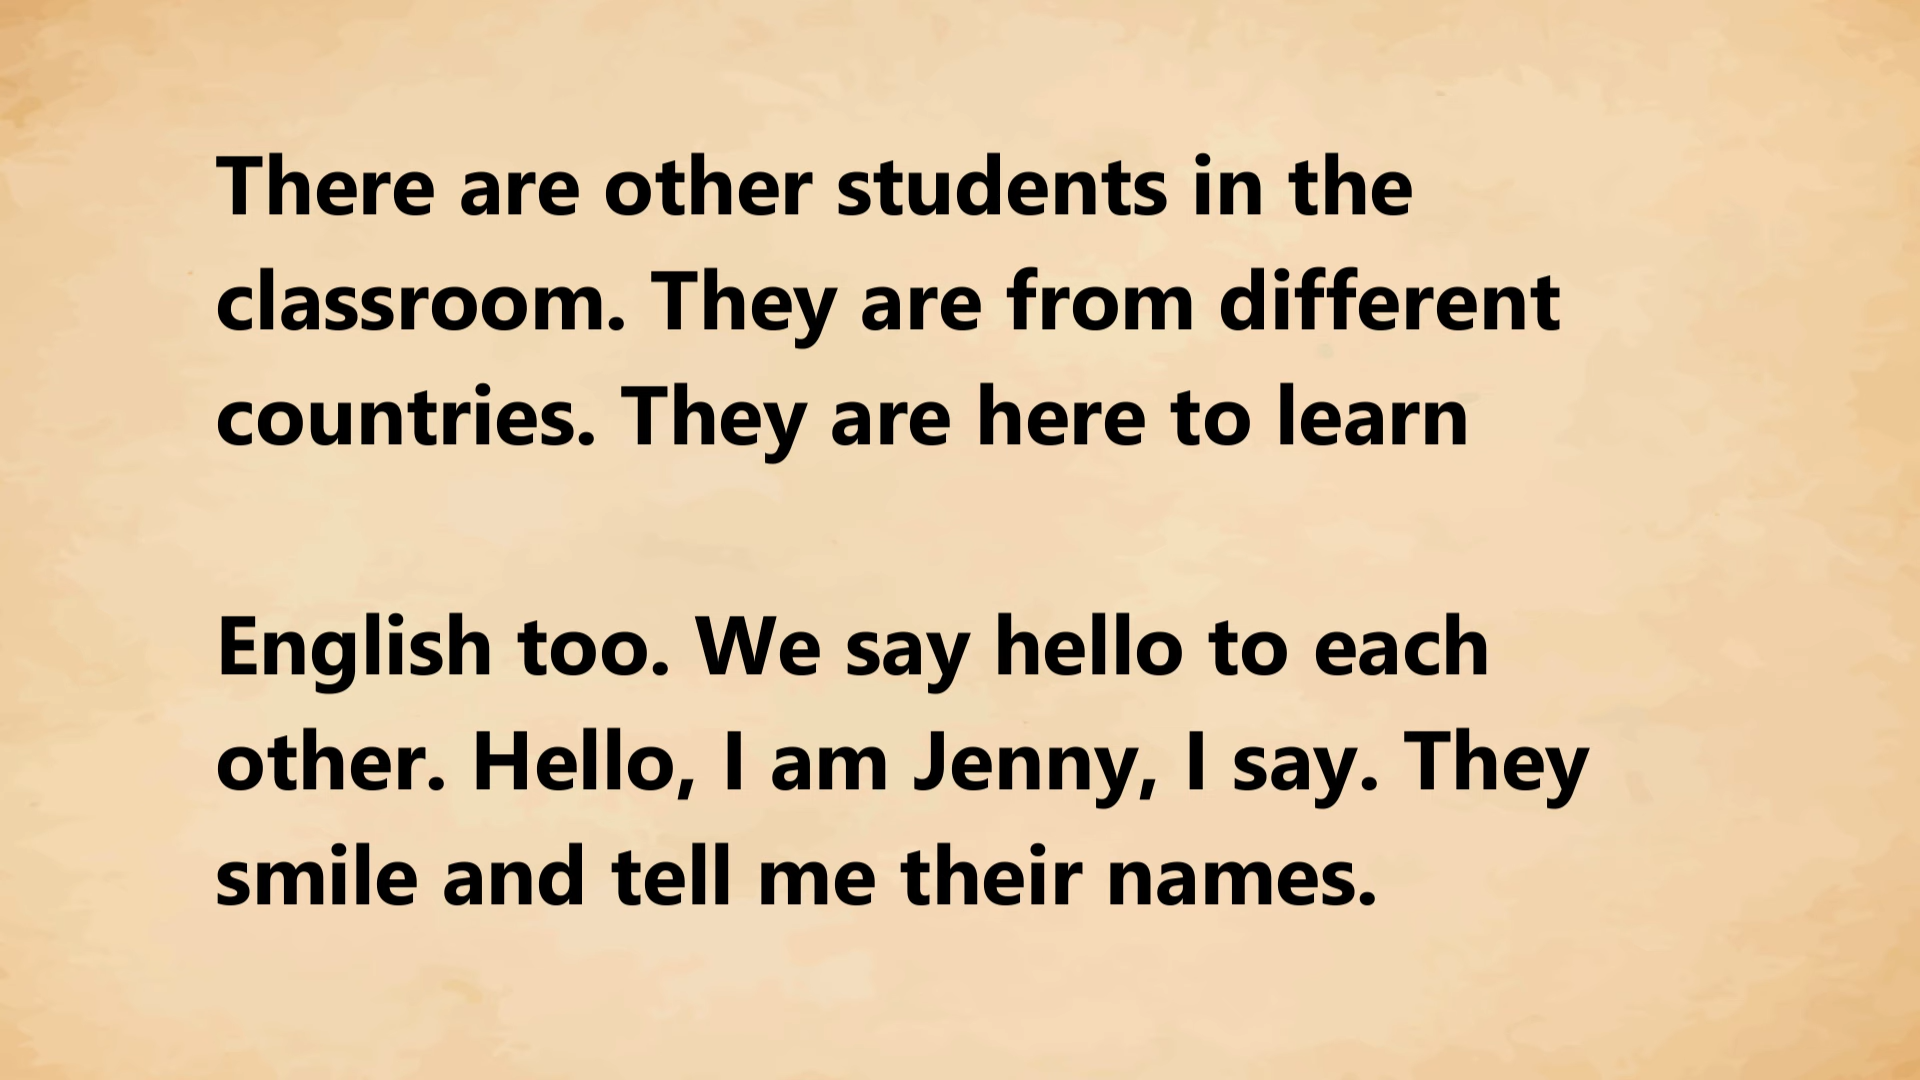 There are other students in the
classroom. They are from different
countries. They are here to learn
English too. We say hello to each
other. Hello, I am Jenny, I say. They
smile and tell me their names.